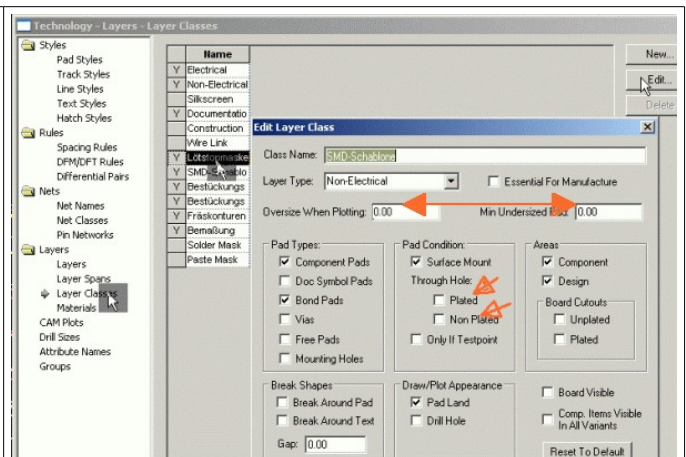 Technology - Layers - Layer Classes
Styles
Pad Styles
Track Styles
Line Styles
Text Styles
Hatch Styles
Rules
Spacing Rules
DFM/DFT Rules
Differential Pairs
Nets
Net Names
Net Classes
Pin Networks
Layers
Layers
Layer Spans
Layer Classes
Materials
CAM Plots
Drill Sizes
Attribute Names
Groups
Name
Y Electrical
Y Non-Electrical
Silkscreen
Y Documentatio
Construction
Wire Link
Y Lötstopmaske
Y SMD-Schablo
Y Bestückungs
Y Bestückungs
Y Fräskonturen
Y Bemaßung
Solder Mask
Paste Mask
New...
Edit...
Delete
Edit Layer Class
Class Name: SMD-Schablone
Layer Type: Non-Electrical
Essential For Manufacture
Oversize When Plotting: 0.00
Min Undersized 0.00
Pad Types:
Component Pads
Doc Symbol Pads
Bond Pads
Vias
Free Pads
Mounting Holes
Pad Condition:
Surface Mount
Through Hole:
Plated
Non Plated
Only If Testpoint
Areas
Component
Design
Board Cutouts
Unplated
Plated
Break Shapes
Break Around Pad
Break Around Text
Gap: 0.00
Draw/Plot Appearance
Pad Land
Drill Hole
Board Visible
Comp. Items Visible
In All Variants
Reset To Default